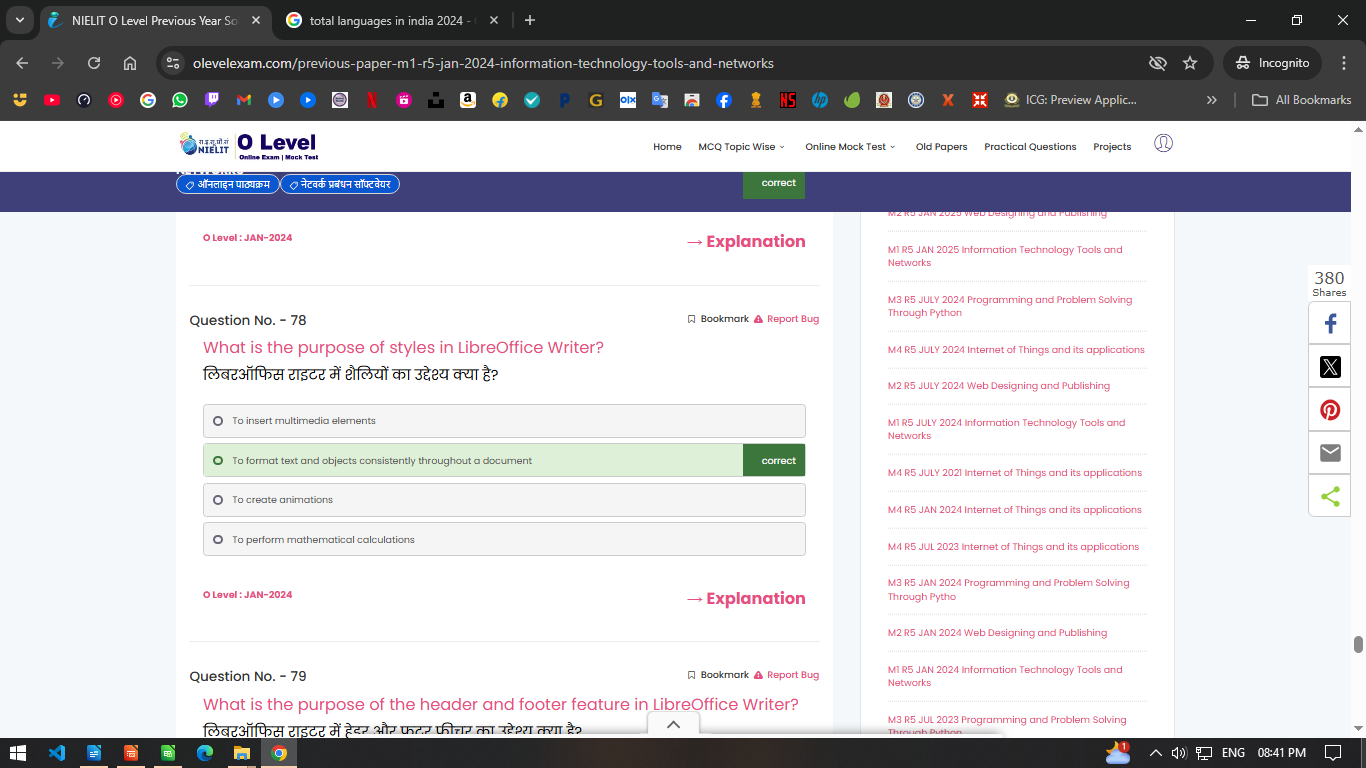 NIELIT O Level Previous Year So
total languages in india 2024 -
olevelexam.com/previous-paper-m1-r5-jan-2024-information-technology-tools-and-networks
Incognito
ICG: Preview Applic...
All Bookmarks
रा.इ.सू.प्रौ.सं
NIELIT
O Level
Online Exam | Mock Test
Home
MCQ Topic Wise
Online Mock Test
Old Papers
Practical Questions
Projects
ऑनलाइन पाठ्यक्रम
नेटवर्क प्रबंधन सॉफ्टवेयर
correct
O Level : JAN-2024
→ Explanation
Question No. - 78
Bookmark
Report Bug
What is the purpose of styles in LibreOffice Writer?
लिबरऑफिस राइटर में शैलियों का उद्देश्य क्या है?
To insert multimedia elements
To format text and objects consistently throughout a document
correct
To create animations
To perform mathematical calculations
O Level : JAN-2024
→ Explanation
Question No. - 79
Bookmark
Report Bug
What is the purpose of the header and footer feature in LibreOffice Writer?
लिबरऑफिस राइटर में हेडर और फुटर फीचर का उद्देश्य क्या है?
M2 R5 JAN 2025 Web Designing and Publishing
M1 R5 JAN 2025 Information Technology Tools and
Networks
M3 R5 JULY 2024 Programming and Problem Solving
Through Python
M4 R5 JULY 2024 Internet of Things and its applications
M2 R5 JULY 2024 Web Designing and Publishing
M1 R5 JULY 2024 Information Technology Tools and
Networks
M4 R5 JULY 2021 Internet of Things and its applications
M4 R5 JAN 2024 Internet of Things and its applications
M4 R5 JUL 2023 Internet of Things and its applications
M3 R5 JAN 2024 Programming and Problem Solving
Through Pytho
M2 R5 JAN 2024 Web Designing and Publishing
M1 R5 JAN 2024 Information Technology Tools and
Networks
M3 R5 JUL 2023 Programming and Problem Solving
Through Python
380
Shares
1
ENG
08:41 PM